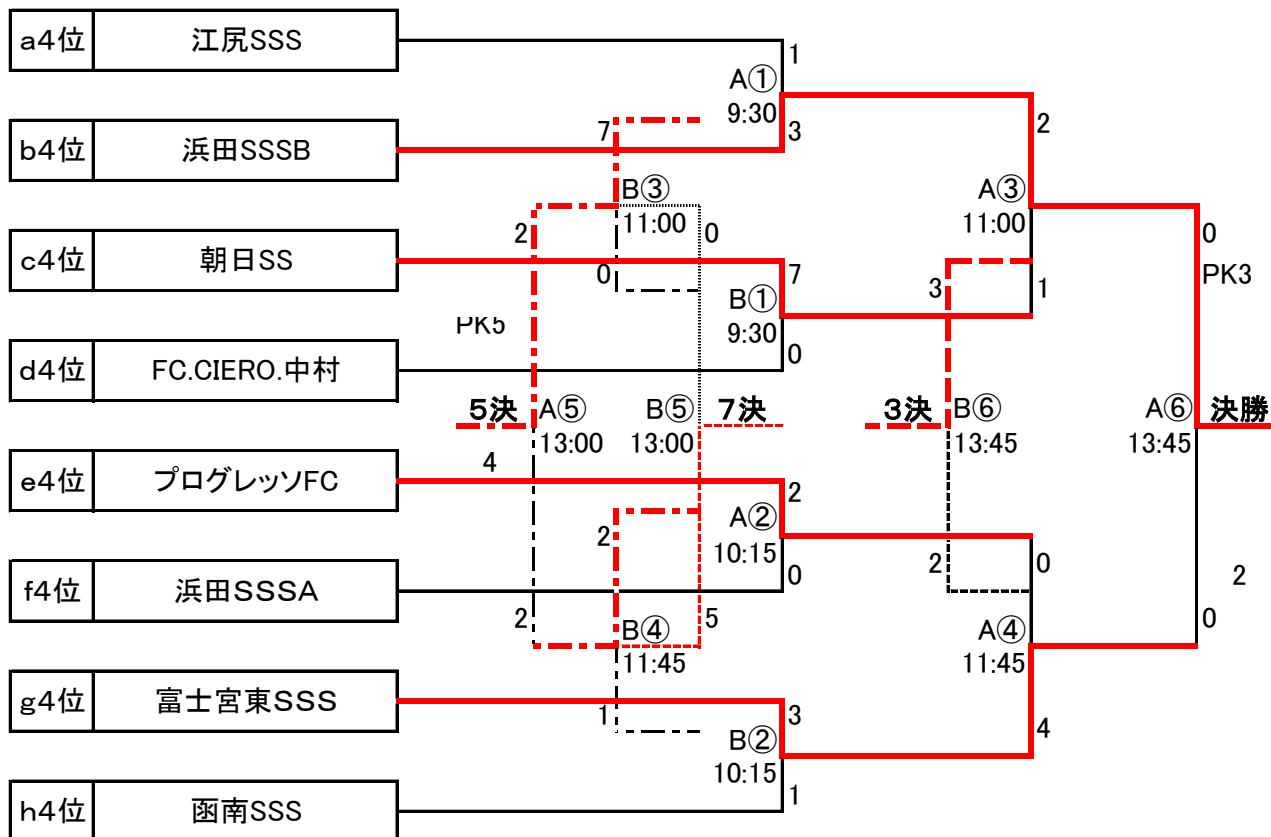 a4位 江尻SSS
1
A①
9:30
7
3
2
b4位 浜田SSSB
B③
11:00
A③
11:00
2
0
0
c4位 朝日SS
0
7
3
1
PK3
B①
9:30
PK5
d4位 FC.CIERO.中村
0
5決 A⑤
13:00
B⑤ 7決
13:00
3決 B⑥
13:45
A⑥ 決勝
13:45
4
e4位 プログレッソFC
2
2
A②
10:15
0
2
0
2
f4位 浜田SSSA
2
B④
11:45
5
A④
11:45
0
g4位 富士宮東SSS
1
3
4
B②
10:15
1
h4位 函南SSS